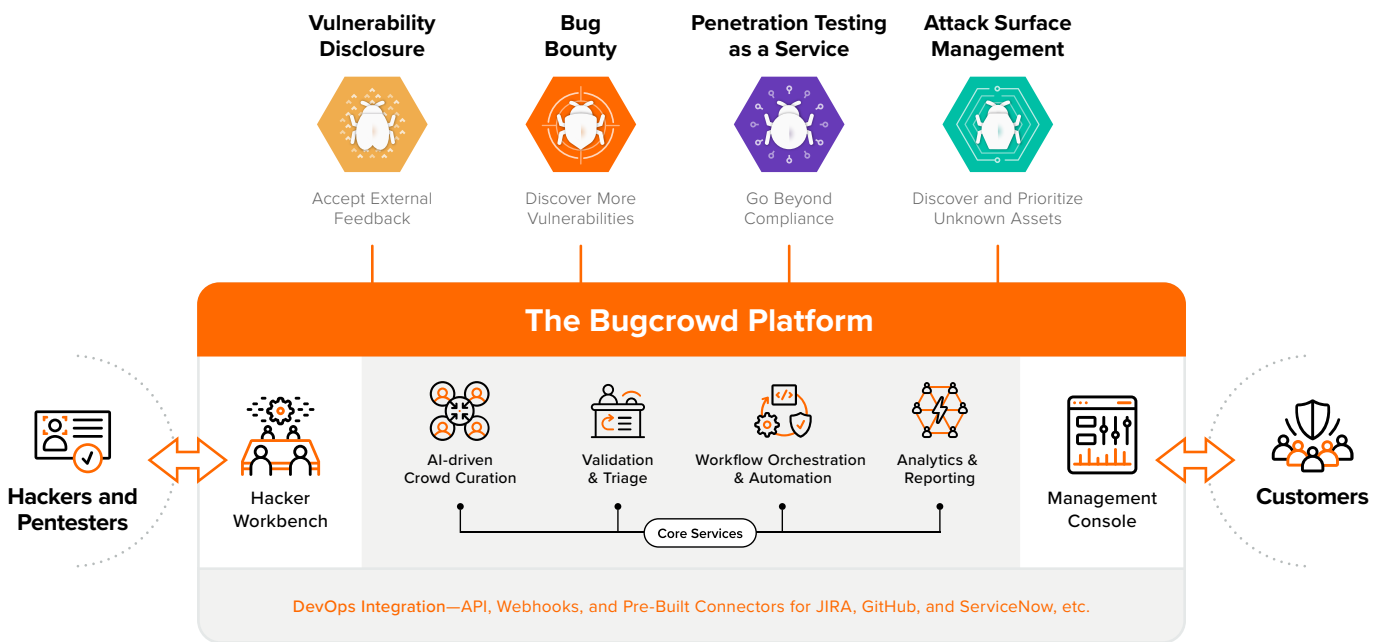 Vulnerability
Disclosure
Bug
Bounty
Penetration Testing
as a Service
Attack Surface
Management
Accept External
Feedback
Discover More
Vulnerabilities
Go Beyond
Compliance
Discover and Prioritize
Unknown Assets
The Bugcrowd Platform
Hackers and
Pentesters
Hacker
Workbench
AI-driven
Crowd Curation
Validation
& Triage
</>
Workflow Orchestration
& Automation
Analytics &
Reporting
Core Services
Management
Console
Customers
DevOps Integration—API, Webhooks, and Pre-Built Connectors for JIRA, GitHub, and ServiceNow, etc.